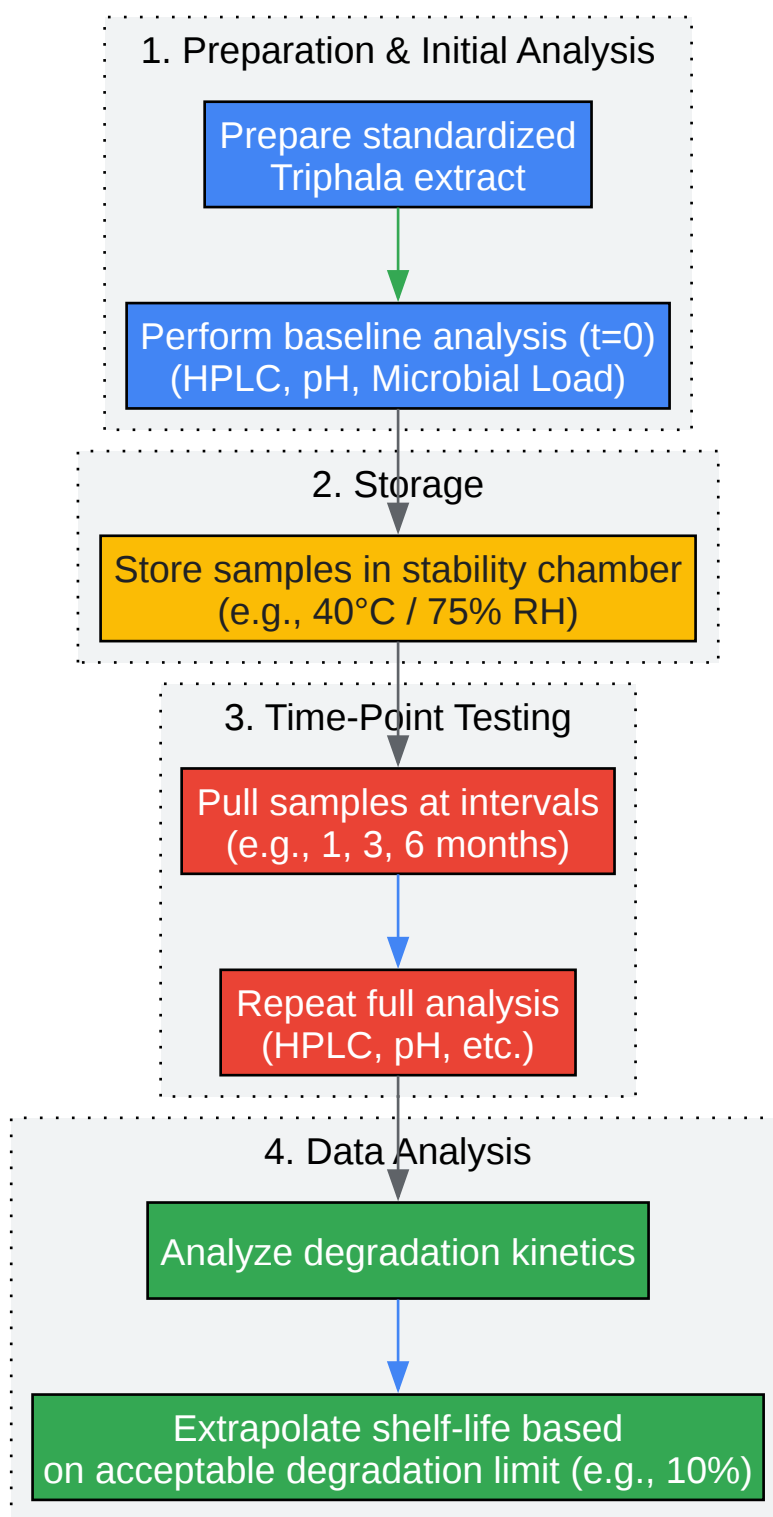 1. Preparation & Initial Analysis
Prepare standardized
Triphala extract
Perform baseline analysis (t=0)
(HPLC, pH, Microbial Load)
2. Storage
Store samples in stability chamber
(e.g., 40°C / 75% RH)
3. Time-Point Testing
Pull samples at intervals
(e.g., 1, 3, 6 months)
Repeat full analysis
(HPLC, pH, etc.)
4. Data Analysis
Analyze degradation kinetics
Extrapolate shelf-life based
on acceptable degradation limit (e.g., 10%)